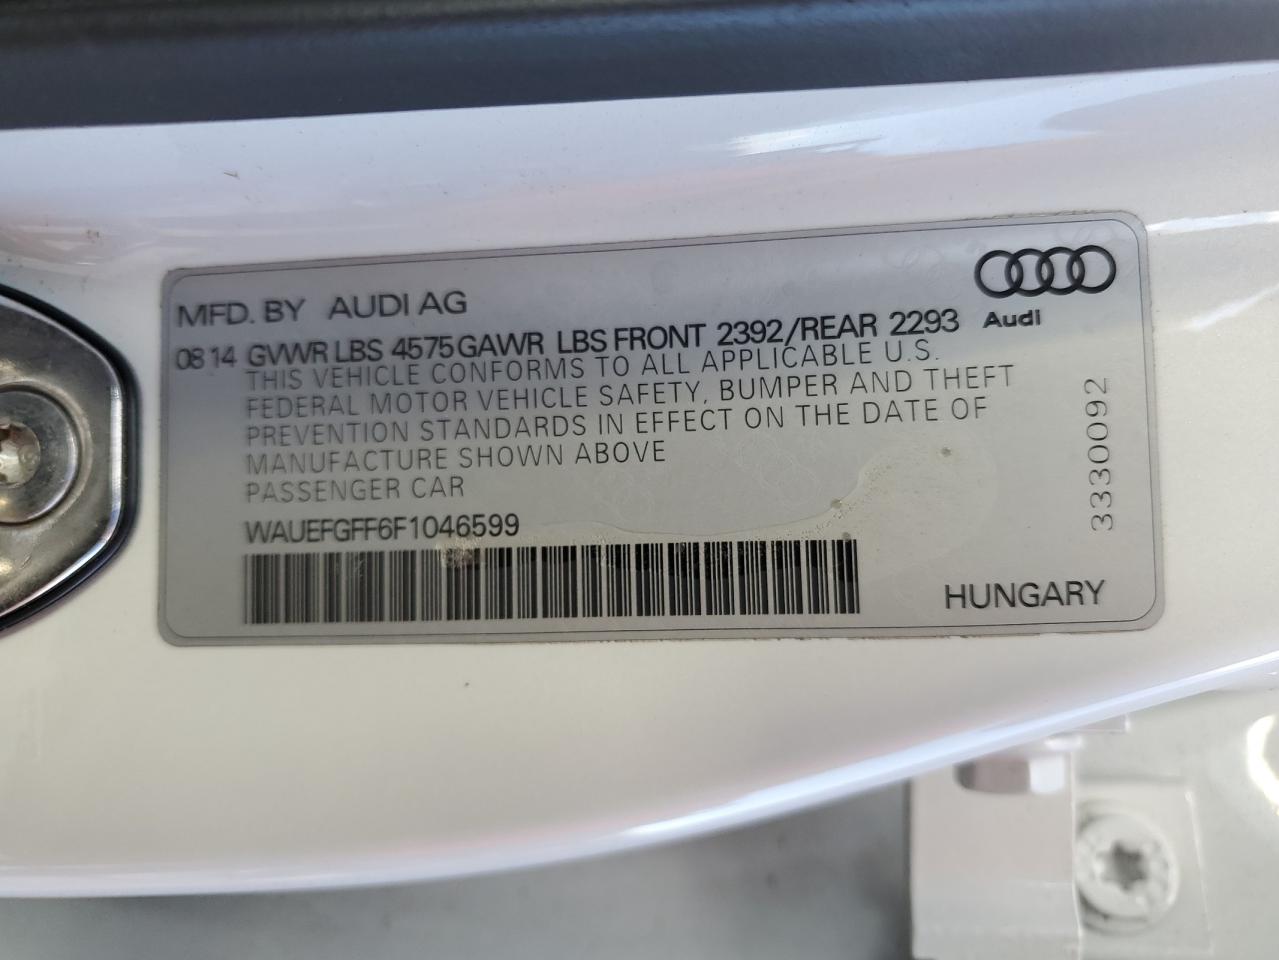 MFD. BY AUDI AG
Audi
08 14 GVWR LBS 4575 GAWR LBS FRONT 2392/REAR 2293
THIS VEHICLE CONFORMS TO ALL APPLICABLE U.S.
FEDERAL MOTOR VEHICLE SAFETY, BUMPER AND THEFT
PREVENTION STANDARDS IN EFFECT ON THE DATE OF
MANUFACTURE SHOWN ABOVE
PASSENGER CAR
WAUEFGFF6F1046599
HUNGARY
3330092